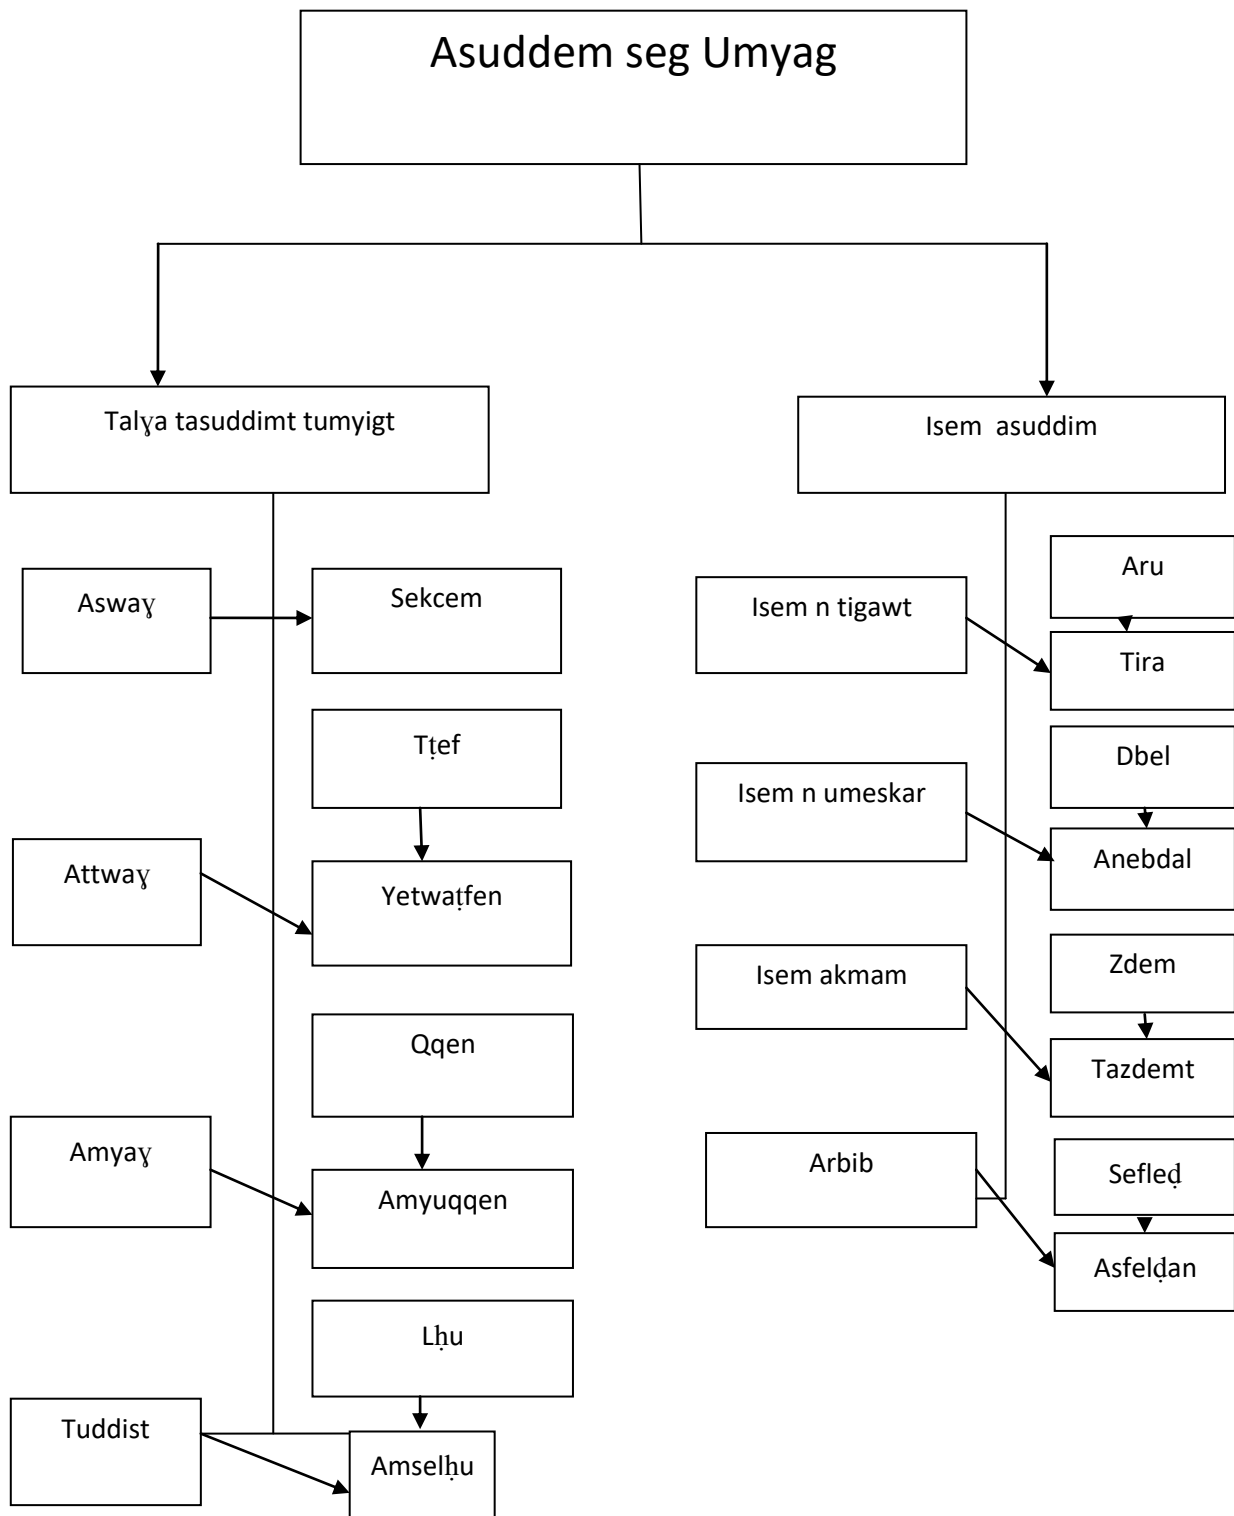 Asuddem seg Umyag
Talɣa tasuddimt tumyigt
Isem asuddim
Aswaɣ
Sekcem
Tṭef
Attwaɣ
Yetwaṭfen
Qqen
Amyaɣ
Amyuqqen
Lḥu
Tuddist
Amselḥu
Isem n tigawt
Aru
Tira
Isem n umeskar
Dbel
Anebdal
Isem akmam
Zdem
Tazdemt
Arbib
Sefleḍ
Asfelḍan